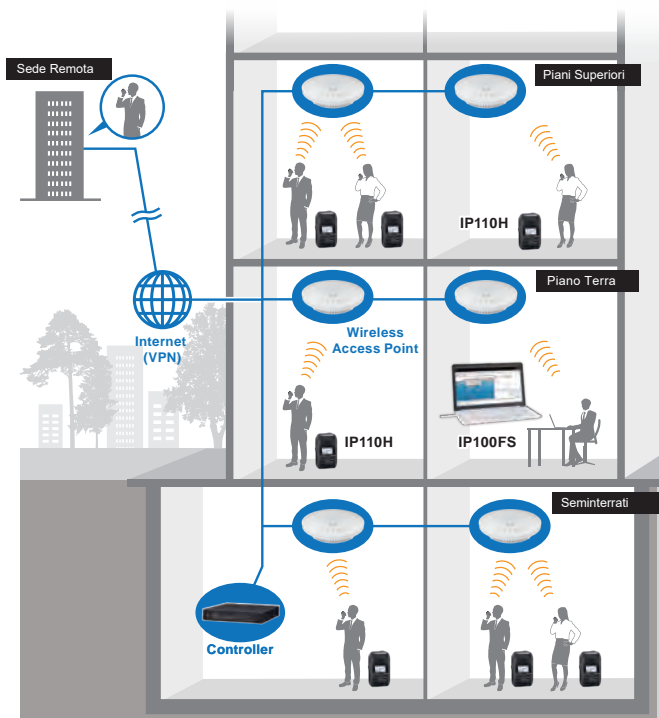 Sede Remota
Piani Superiori
IP110H
Piano Terra
Internet
(VPN)
Wireless
Access Point
IP110H
IP100FS
Seminterrati
Controller